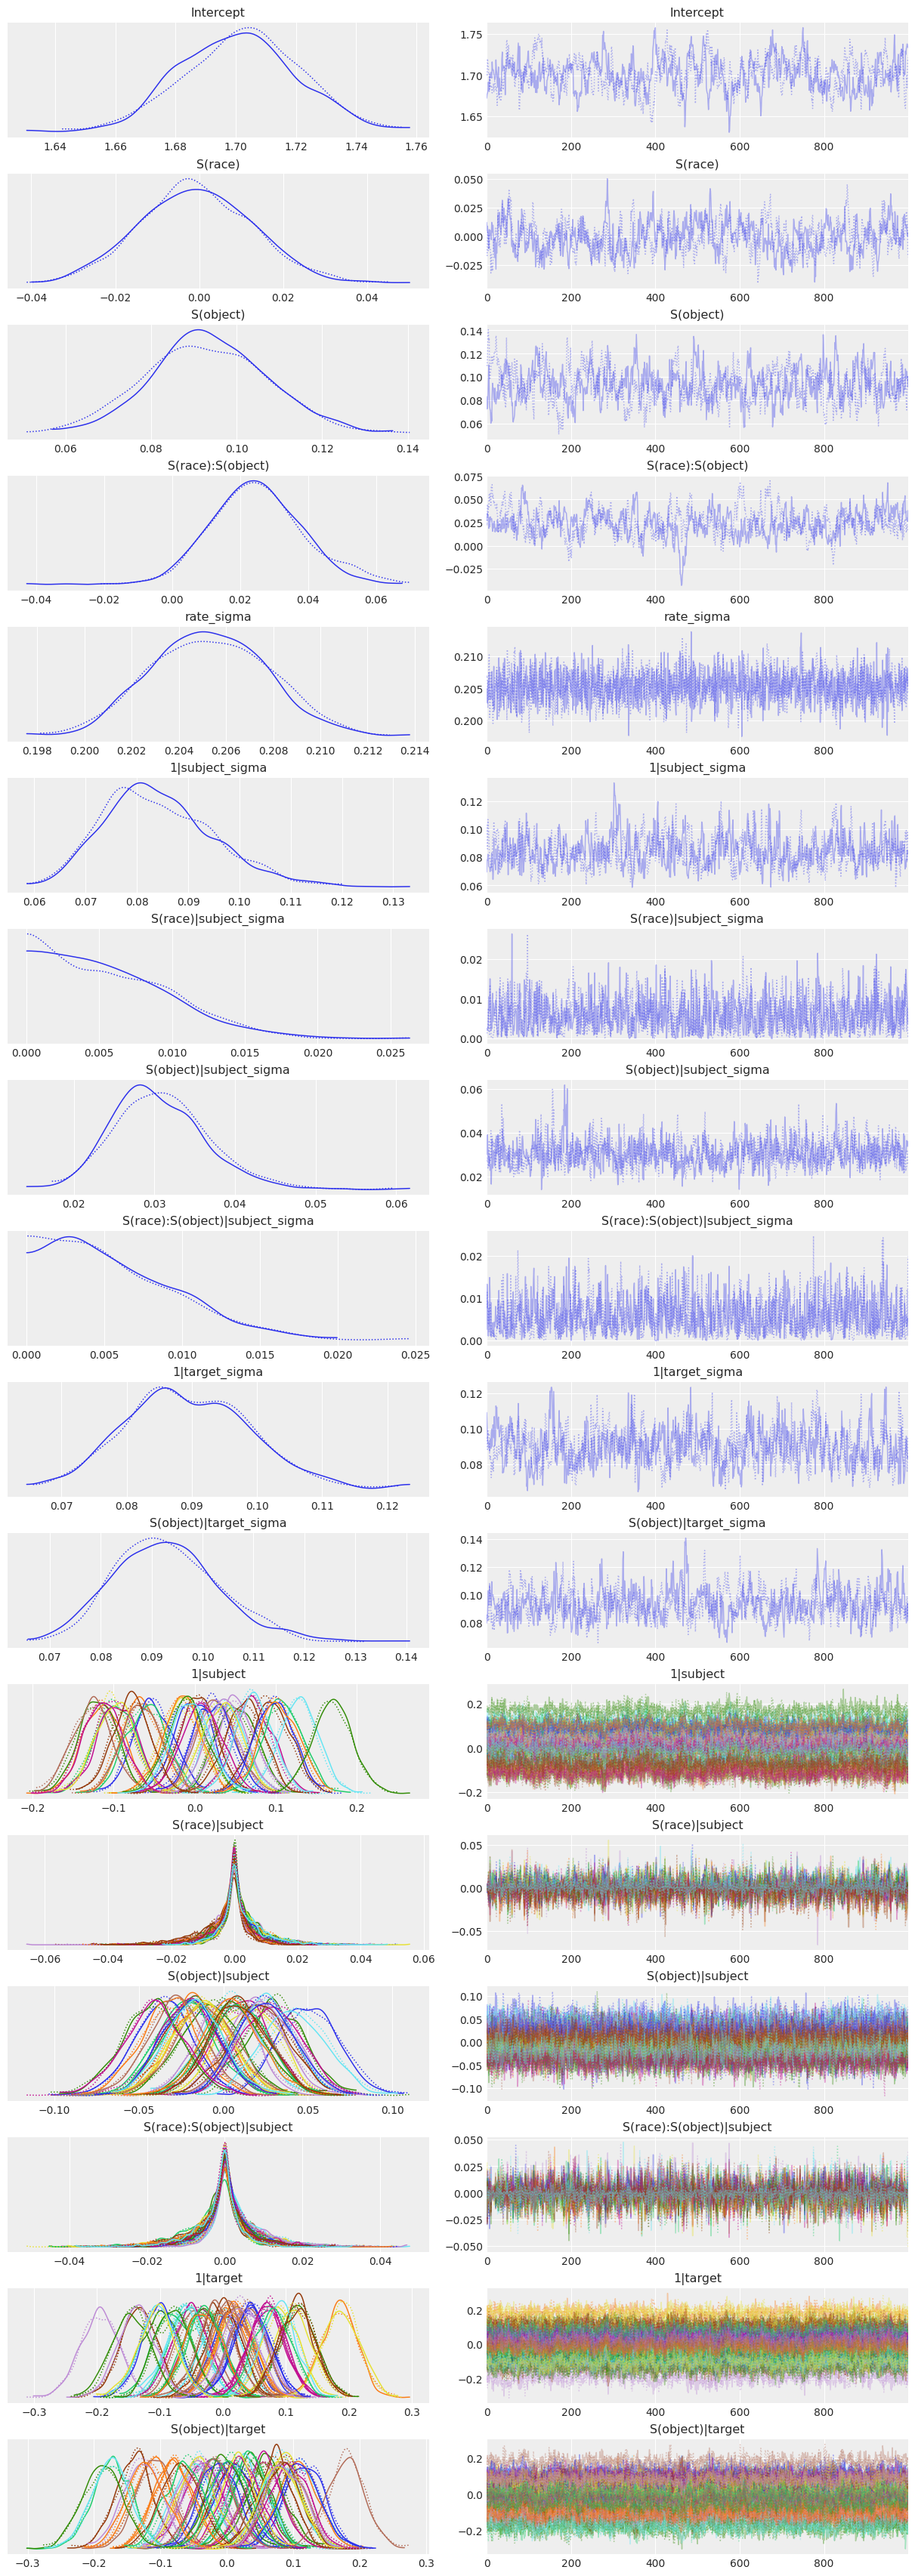 Intercept Intercept
1.75
1.70
1.65
1.64 1.66 1.68 1.70 1.72 1.74 1.76 0 200 400 600 800
S(race) S(race)
0.050
0.025
0.000
−0.025
−0.04 −0.02 0.00 0.02 0.04 0 200 400 600 800
S(object) S(object)
0.14
0.12
0.10
0.08
0.06
0.06 0.08 0.10 0.12 0.14 0 200 400 600 800
S(race):S(object) S(race):S(object)
0.075
0.050
0.025
0.000
−0.025
−0.04 −0.02 0.00 0.02 0.04 0.06 0 200 400 600 800
rate_sigma rate_sigma
0.210
0.205
0.200
0.198 0.200 0.202 0.204 0.206 0.208 0.210 0.212 0.214 0 200 400 600 800
1|subject_sigma 1|subject_sigma
0.12
0.10
0.08
0.06
0.06 0.07 0.08 0.09 0.10 0.11 0.12 0.13 0 200 400 600 800
S(race)|subject_sigma S(race)|subject_sigma
0.02
0.01
0.00
0.000 0.005 0.010 0.015 0.020 0.025 0 200 400 600 800
S(object)|subject_sigma S(object)|subject_sigma
0.06
0.04
0.02
0.02 0.03 0.04 0.05 0.06 0 200 400 600 800
S(race):S(object)|subject_sigma S(race):S(object)|subject_sigma
0.02
0.01
0.00
0.000 0.005 0.010 0.015 0.020 0.025 0 200 400 600 800
1|target_sigma 1|target_sigma
0.12
0.10
0.08
0.07 0.08 0.09 0.10 0.11 0.12 0 200 400 600 800
S(object)|target_sigma S(object)|target_sigma
0.14
0.12
0.10
0.08
0.07 0.08 0.09 0.10 0.11 0.12 0.13 0.14 0 200 400 600 800
1|subject 1|subject
0.2
0.0
−0.2
−0.2 −0.1 0.0 0.1 0.2 0 200 400 600 800
S(race)|subject S(race)|subject
0.05
0.00
−0.05
−0.06 −0.04 −0.02 0.00 0.02 0.04 0.06 0 200 400 600 800
S(object)|subject S(object)|subject
0.10
0.05
0.00
−0.05
−0.10
−0.10 −0.05 0.00 0.05 0.10 0 200 400 600 800
S(race):S(object)|subject S(race):S(object)|subject
0.050
0.025
0.000
−0.025
−0.050
−0.04 −0.02 0.00 0.02 0.04 0 200 400 600 800
1|target 1|target
0.2
0.0
−0.2
−0.3 −0.2 −0.1 0.0 0.1 0.2 0.3 0 200 400 600 800
S(object)|target S(object)|target
0.2
0.0
−0.2
−0.3 −0.2 −0.1 0.0 0.1 0.2 0.3 0 200 400 600 800